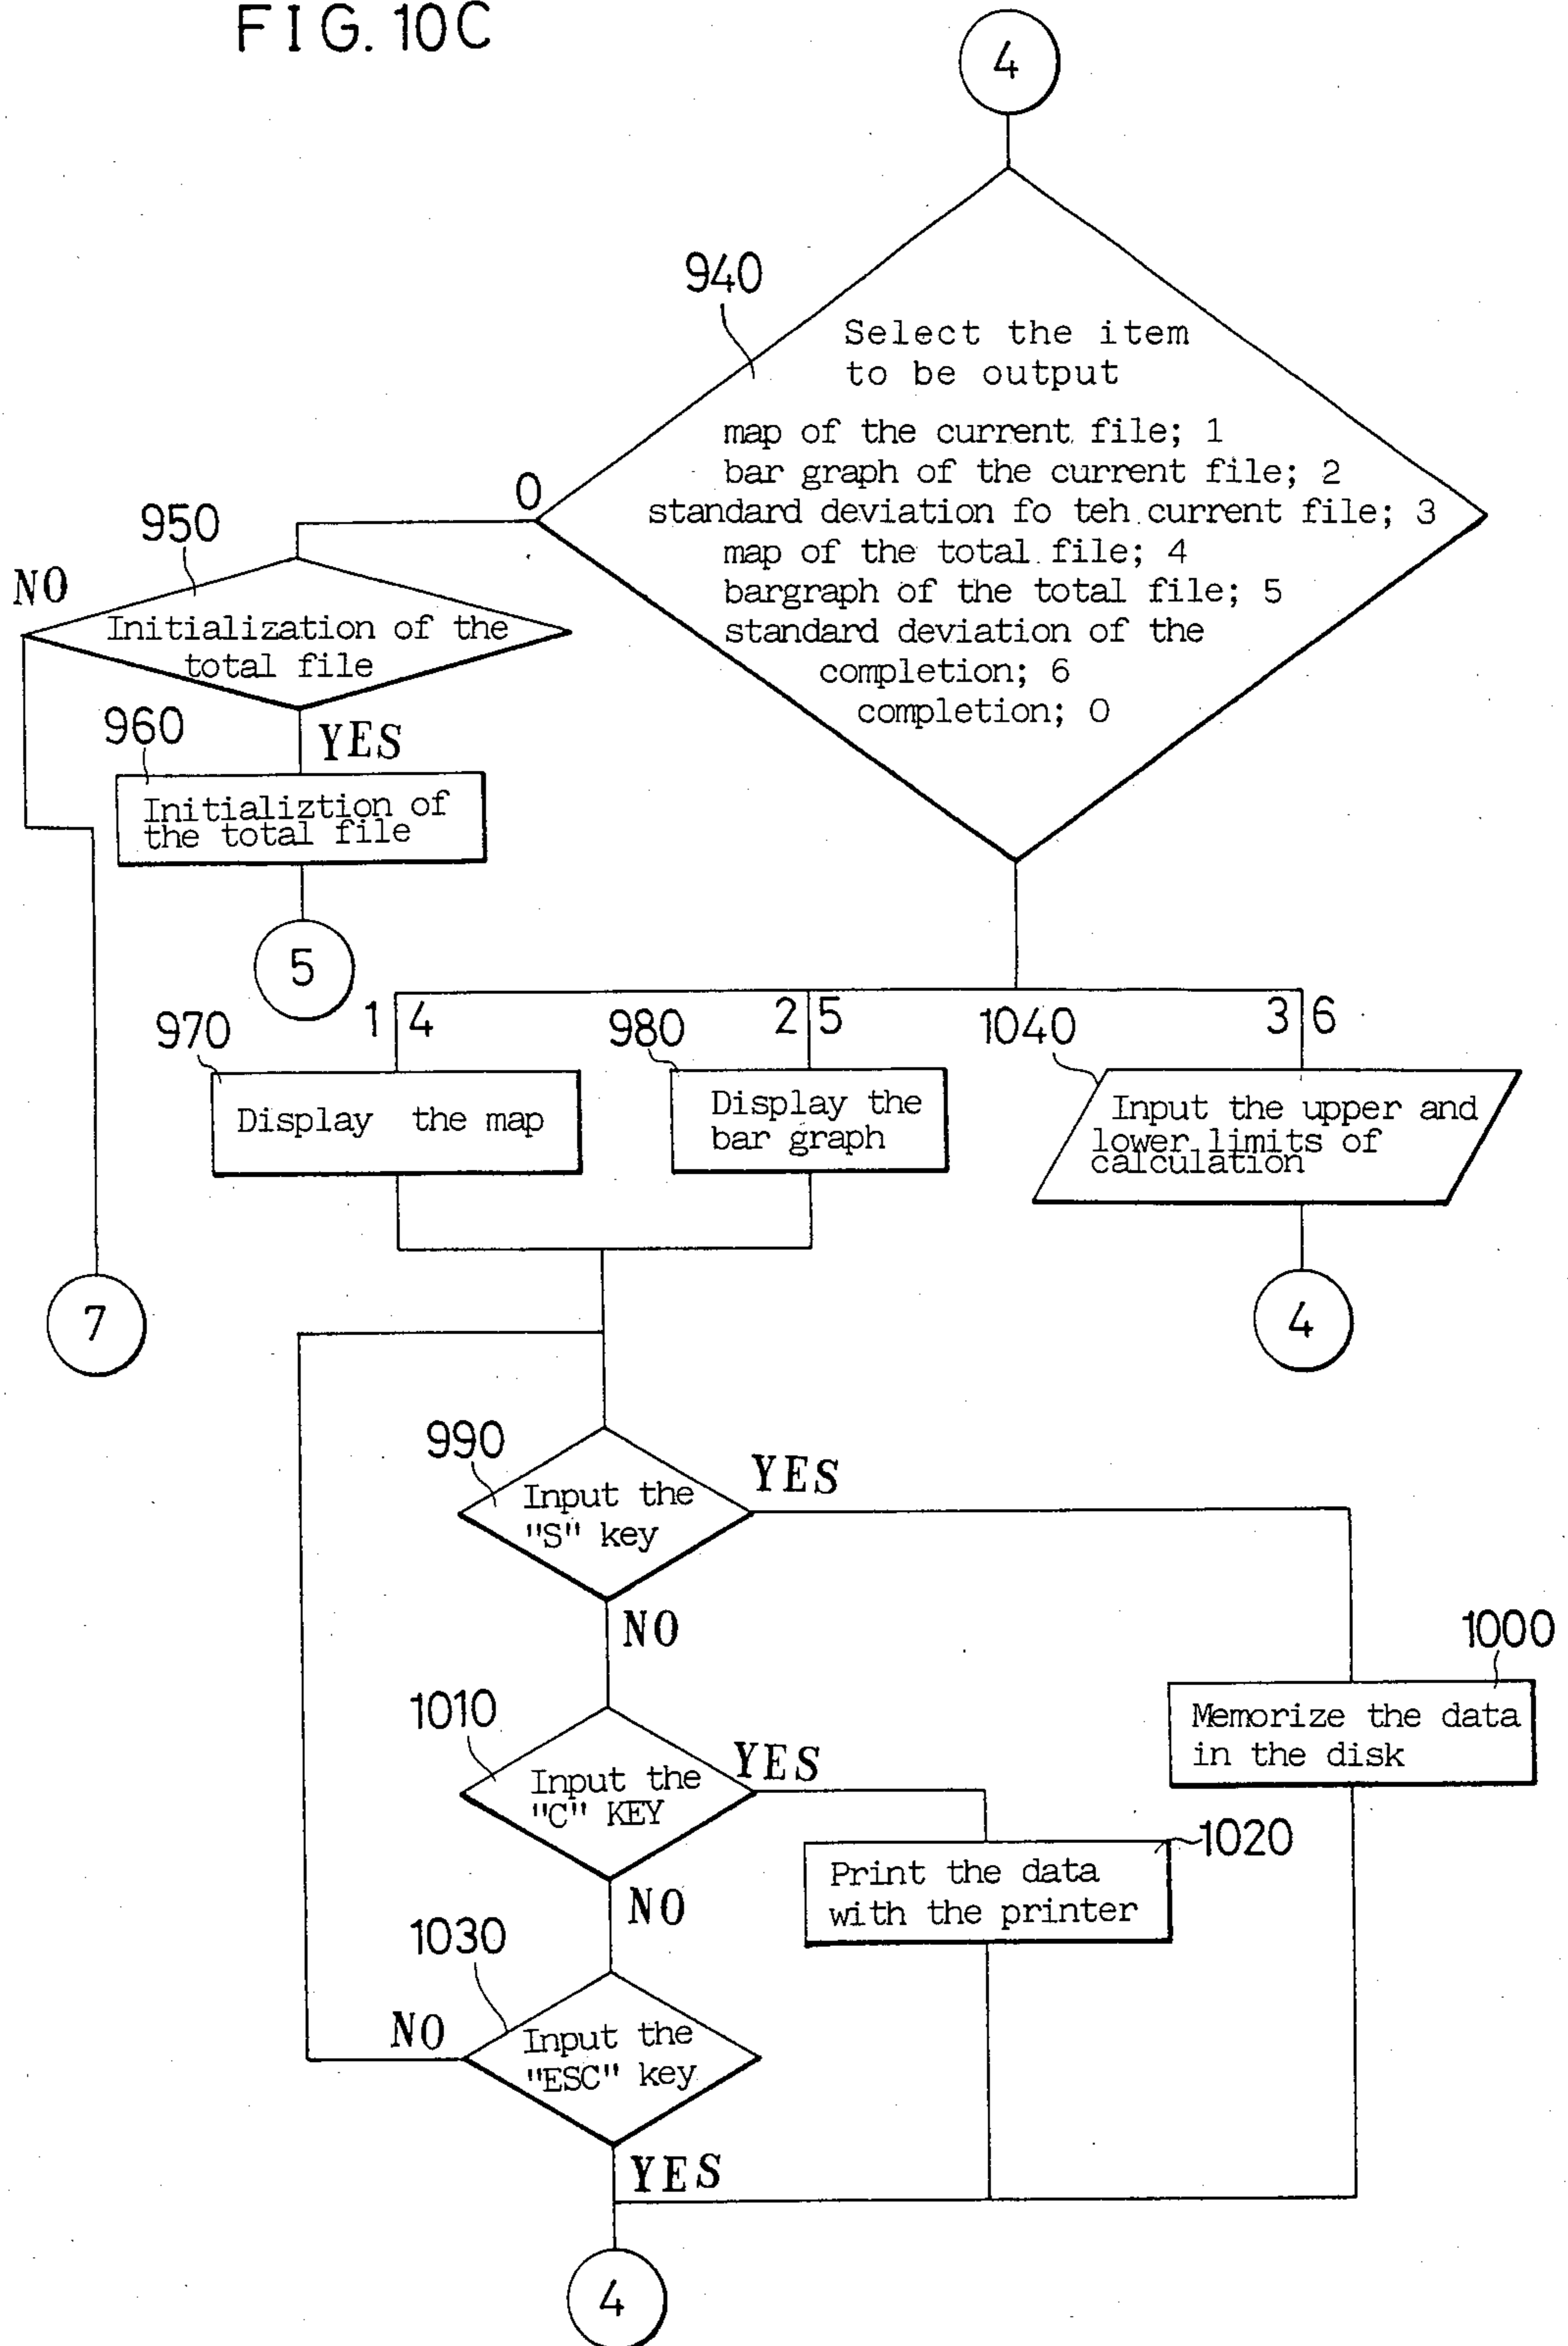 FIG. 10C
4
940
Select the item
to be output
map of the current file; 1
bar graph of the current file; 2
standard deviation fo teh current file; 3
map of the total file; 4
bargraph of the total file; 5
standard deviation of the
completion; 6
completion; 0
0
950
NO
Initialization of the
total file
960
YES
Initializtion of
the total file
5
7
970
1 4
Display the map
980
2 5
Display the
bar graph
1040
3 6
Input the upper and
lower limits of
calculation
4
990
Input the
"S" key
YES
NO
1000
Memorize the data
in the disk
1010
Input the
"C" KEY
YES
NO
1020
Print the data
with the printer
1030
Input the
"ESC" key
NO
YES
4